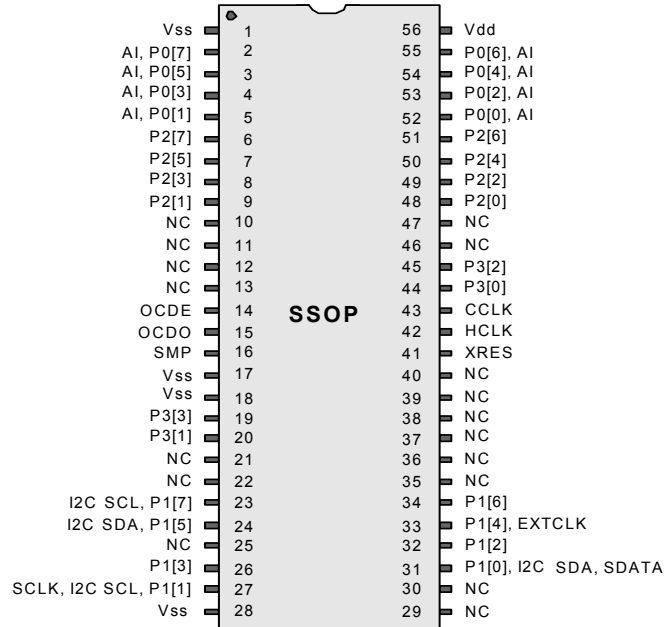 Vss 1 56 Vdd
AI, P0[7] 2 55 P0[6], AI
AI, P0[5] 3 54 P0[4], AI
AI, P0[3] 4 53 P0[2], AI
AI, P0[1] 5 52 P0[0], AI
P2[7] 6 51 P2[6]
P2[5] 7 50 P2[4]
P2[3] 8 49 P2[2]
P2[1] 9 48 P2[0]
NC 10 47 NC
NC 11 46 NC
NC 12 45 P3[2]
NC 13 44 P3[0]
OCDE 14 SSOP 43 CCLK
OCDO 15 42 HCLK
SMP 16 41 XRES
Vss 17 40 NC
Vss 18 39 NC
P3[3] 19 38 NC
P3[1] 20 37 NC
NC 21 36 NC
NC 22 35 NC
I2C SCL, P1[7] 23 34 P1[6]
I2C SDA, P1[5] 24 33 P1[4], EXTCLK
NC 25 32 P1[2]
P1[3] 26 31 P1[0], I2C SDA, SDATA
SCLK, I2C SCL, P1[1] 27 30 NC
Vss 28 29 NC